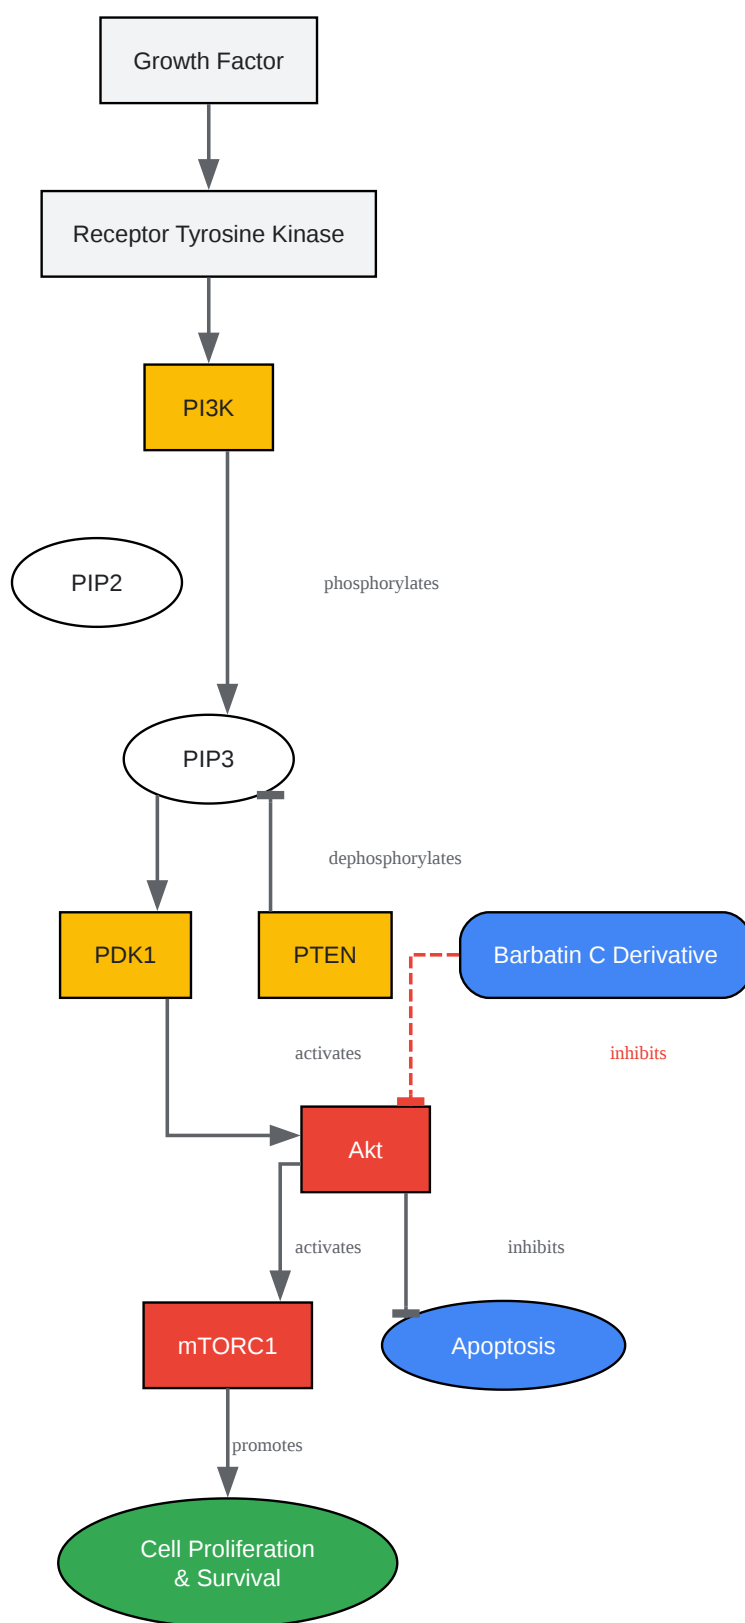 Growth Factor
Receptor Tyrosine Kinase
PI3K
PIP2
phosphorylates
PIP3
dephosphorylates
PDK1
PTEN
Barbatin C Derivative
activates
inhibits
Akt
activates
inhibits
mTORC1
Apoptosis
promotes
Cell Proliferation
& Survival